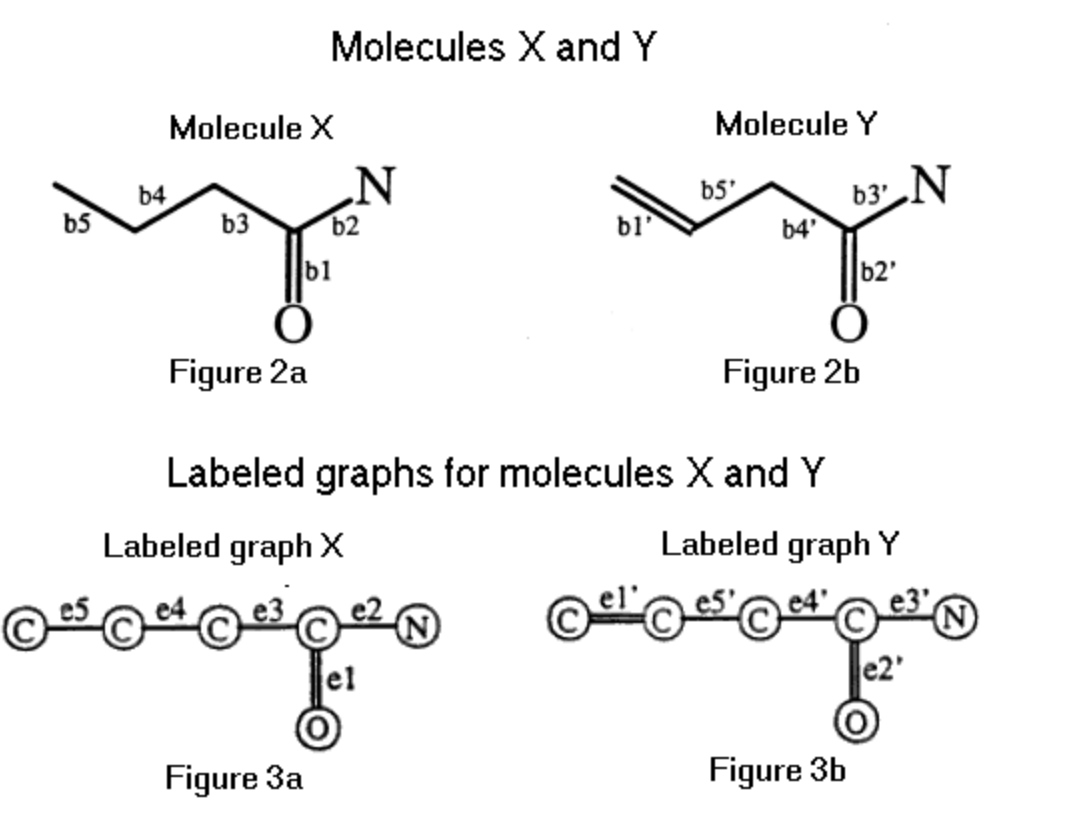 Molecules X and Y
Molecule X
Molecule Y
N
b4
b5
b3
b2
b1
O
N
b5'
b3'
b1'
b4'
b2'
O
Figure 2a
Figure 2b
Labeled graphs for molecules X and Y
Labeled graph X
Labeled graph Y
e5 e4 e3 e2
C C C C N
e1
O
e1' e5' e4' e3'
C C C C N
e2'
O
Figure 3a
Figure 3b